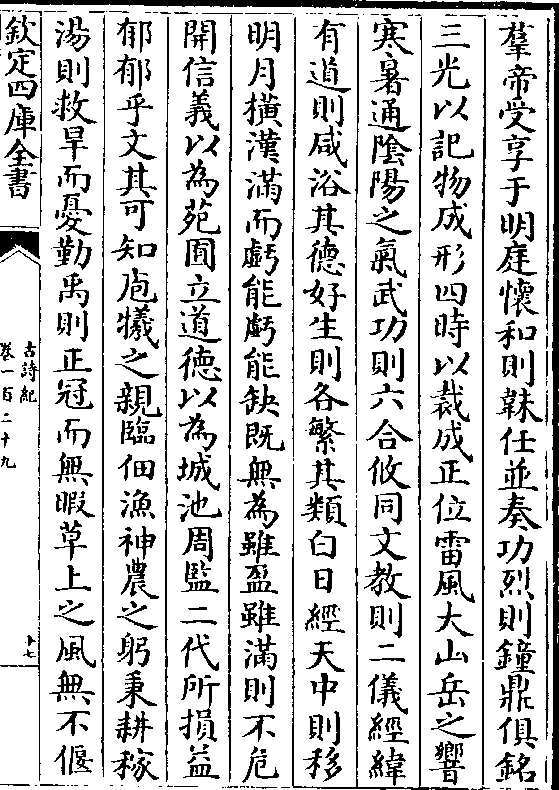 羣帝受享于明庭懷和則韎任並奏功烈則鐘鼎俱銘
三光以記物成形四時以裁成正位雷風大山岳之響
寒暑通陰陽之氣武功則六合攸同文教則二儀經緯
有道則咸浴其德好生則各繁其類白日經天中則移
明月橫漢滿而虧能虧能缺既無為雖盈雖滿則不危
開信義以為苑囿立道德以為城池周監二代所損益
郁郁乎文其可知庖犧之親臨佃漁神農之躬秉耕稼
湯則救旱而憂勤禹則正冠而無暇草上之風無不偃
欽定四庫全書
古詩紀
卷一百二十九
十七